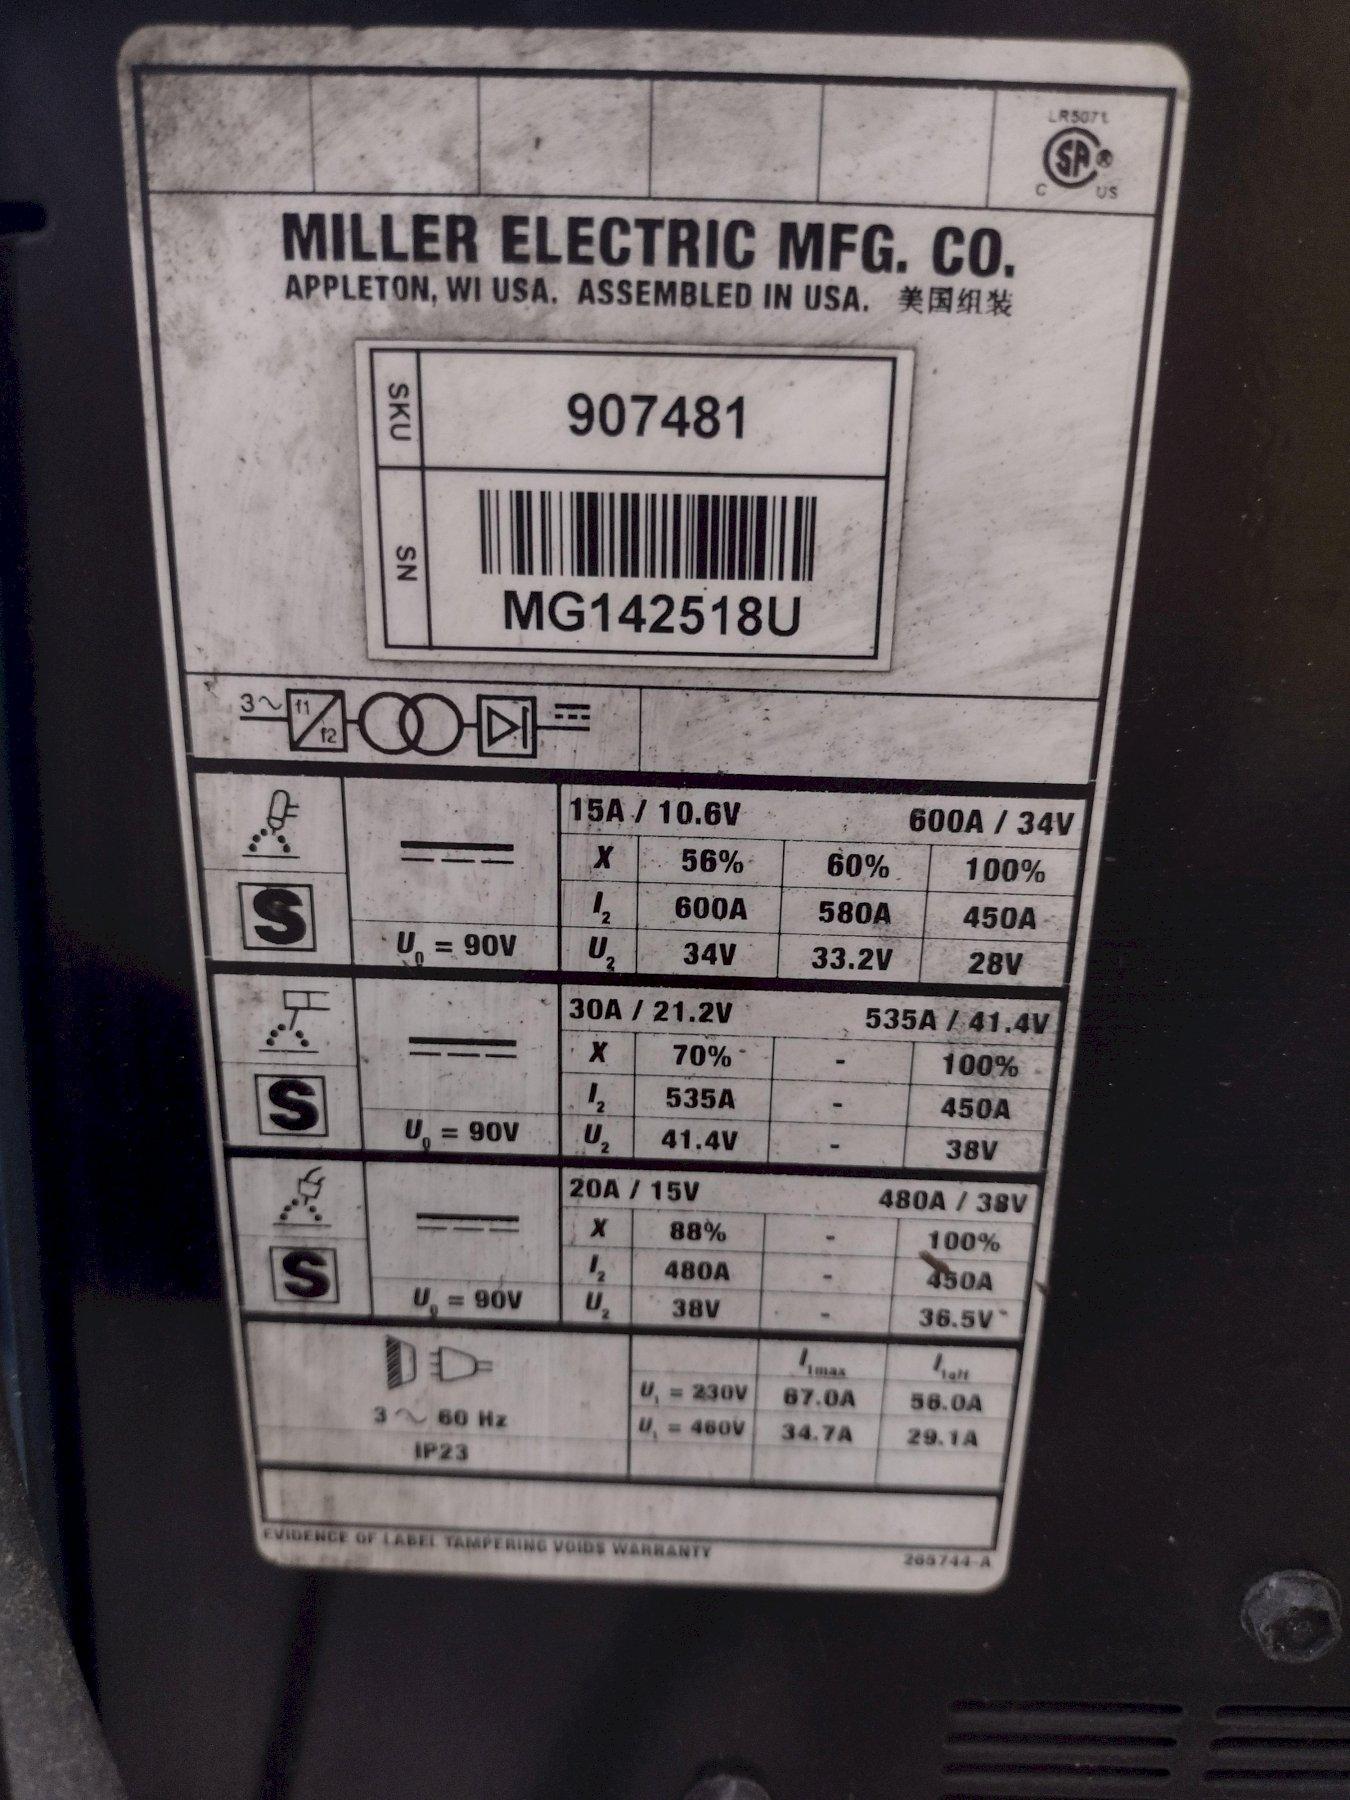 LR5071
SA®
C US
MILLER ELECTRIC MFG. CO.
APPLETON, WI USA. ASSEMBLED IN USA. 美国组装
SKU 907481
SN
MG142518U
3~ f1 f2
15A / 10.6V 600A / 34V
X 56% 60% 100%
I2 600A 580A 450A
S U0 = 90V U2 34V 33.2V 28V
30A / 21.2V 535A / 41.4V
X 70% - 100%
I2 535A - 450A
S U0 = 90V U2 41.4V - 38V
20A / 15V 480A / 38V
X 88% - 100%
I2 480A - 450A
S U0 = 90V U2 38V - 36.5V
I1max I1eff
U1 = 230V 67.0A 56.0A
3 ~ 60 Hz U1 = 460V 34.7A 29.1A
IP23
EVIDENCE OF LABEL TAMPERING VOIDS WARRANTY 265744-A